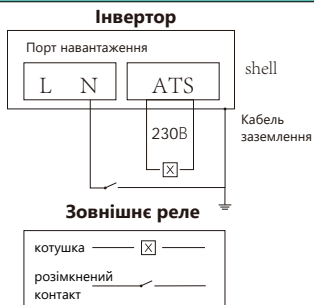 Інвертор
Порт навантаження
L N ATS
shell
230В
Кабель
заземлення
X
Зовнішнє реле
котушка X
розімкнений
контакт